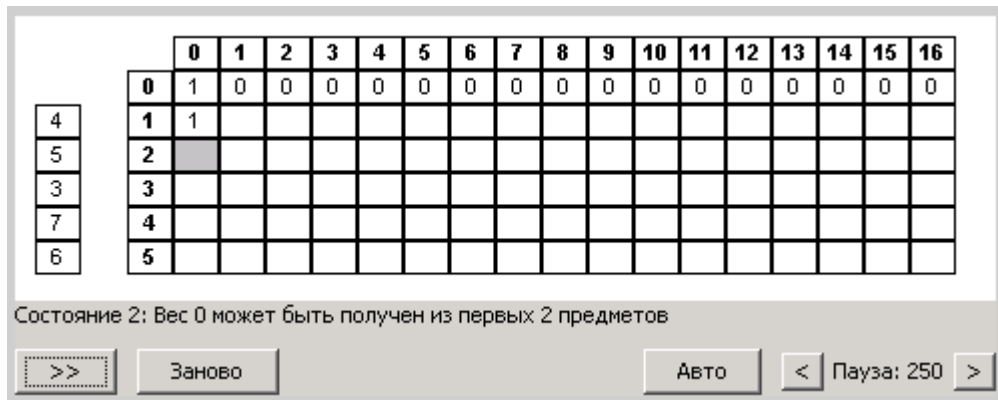 0 1 2 3 4 5 6 7 8 9 10 11 12 13 14 15 16
0 1 0 0 0 0 0 0 0 0 0 0 0 0 0 0 0 0
4 1 1
5 2
3 3
7 4
6 5
Состояние 2: Вес 0 может быть получен из первых 2 предметов
>> Заново Авто < Пауза: 250 >